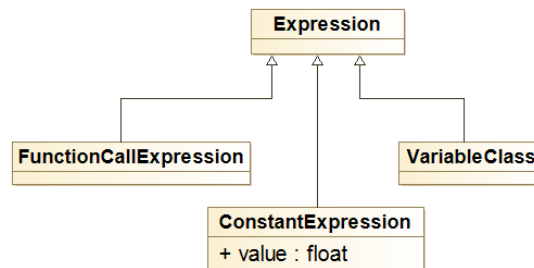 Expression
FunctionCallExpression
VariableClass
ConstantExpression
+ value : float